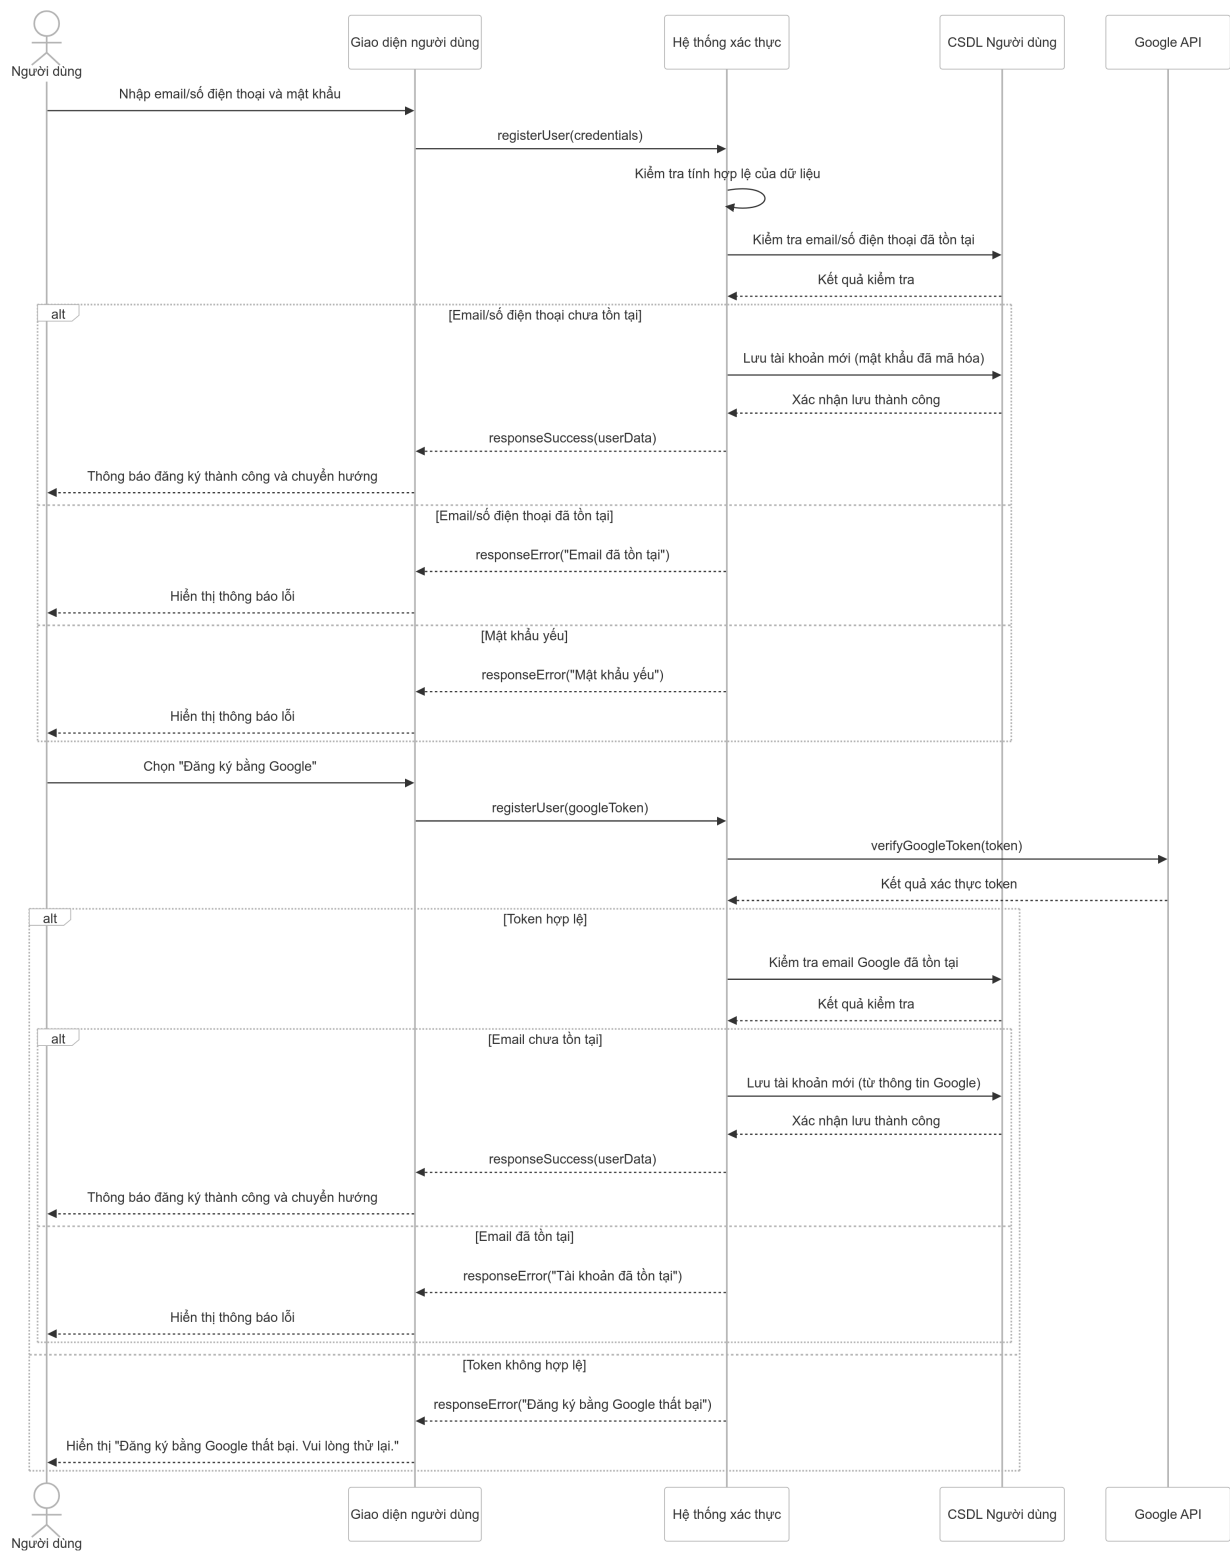 Người dùng
Giao diện người dùng
Hệ thống xác thực
CSDL Người dùng
Google API
Nhập email/số điện thoại và mật khẩu
registerUser(credentials)
Kiểm tra tính hợp lệ của dữ liệu
Kiểm tra email/số điện thoại đã tồn tại
Kết quả kiểm tra
alt
[Email/số điện thoại chưa tồn tại]
Lưu tài khoản mới (mật khẩu đã mã hóa)
Xác nhận lưu thành công
responseSuccess(userData)
Thông báo đăng ký thành công và chuyển hướng
[Email/số điện thoại đã tồn tại]
responseError("Email đã tồn tại")
Hiển thị thông báo lỗi
[Mật khẩu yếu]
responseError("Mật khẩu yếu")
Hiển thị thông báo lỗi
Chọn "Đăng ký bằng Google"
registerUser(googleToken)
verifyGoogleToken(token)
Kết quả xác thực token
alt
[Token hợp lệ]
Kiểm tra email Google đã tồn tại
Kết quả kiểm tra
alt
[Email chưa tồn tại]
Lưu tài khoản mới (từ thông tin Google)
Xác nhận lưu thành công
responseSuccess(userData)
Thông báo đăng ký thành công và chuyển hướng
[Email đã tồn tại]
responseError("Tài khoản đã tồn tại")
Hiển thị thông báo lỗi
[Token không hợp lệ]
responseError("Đăng ký bằng Google thất bại")
Hiển thị "Đăng ký bằng Google thất bại. Vui lòng thử lại."
Người dùng
Giao diện người dùng
Hệ thống xác thực
CSDL Người dùng
Google API